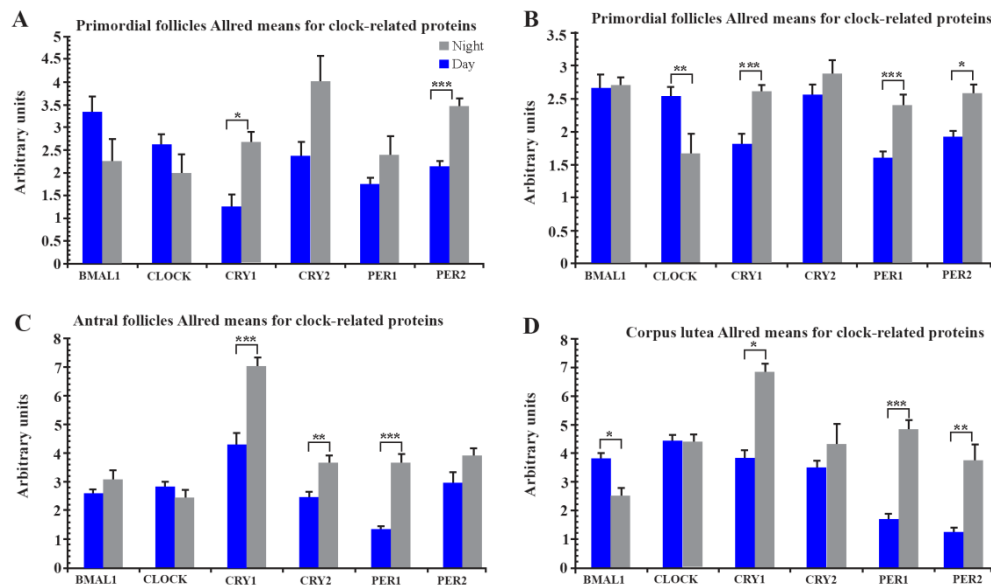 A
Primordial follicles Allred means for clock-related proteins
Arbitrary units
5
4.5
4
3.5
3
2.5
2
1.5
1
0.5
0
Night
Day
*
***
BMAL1 CLOCK CRY1 CRY2 PER1 PER2
B
Primordial follicles Allred means for clock-related proteins
Arbitrary units
3.5
3
2.5
2
1.5
1
0.5
0
** *** *** *
BMAL1 CLOCK CRY1 CRY2 PER1 PER2
C
Antral follicles Allred means for clock-related proteins
Arbitrary units
8
7
6
5
4
3
2
1
0
*** ** ***
BMAL1 CLOCK CRY1 CRY2 PER1 PER2
D
Corpus lutea Allred means for clock-related proteins
Arbitrary units
8
7
6
5
4
3
2
1
0
* * *** **
BMAL1 CLOCK CRY1 CRY2 PER1 PER2